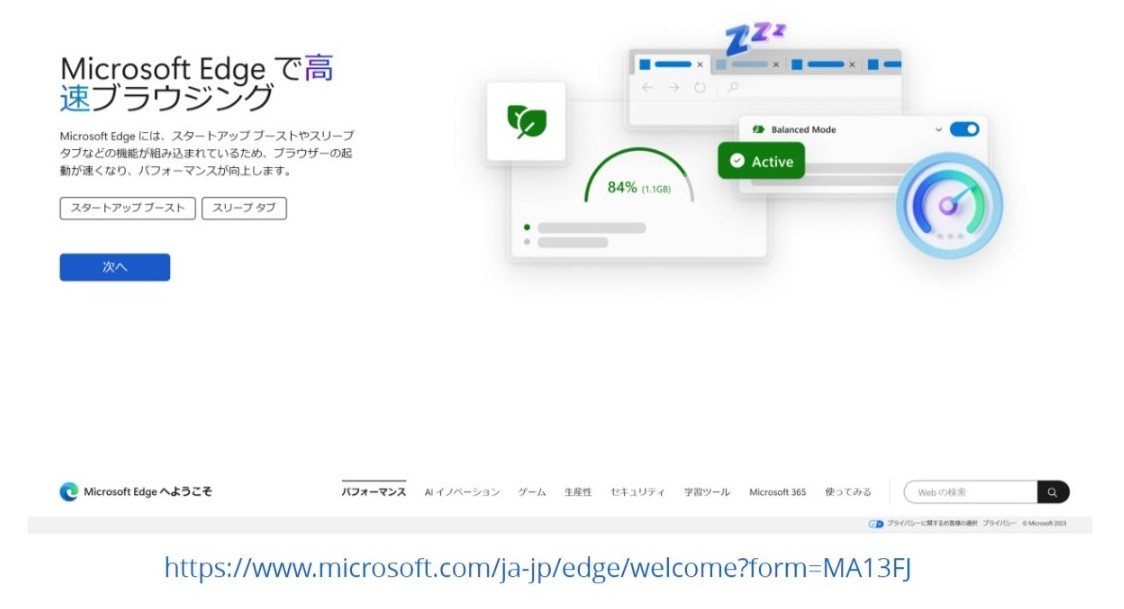 Microsoft Edge で高
速ブラウジング
Microsoft Edge には、スタートアップ ブーストやスリープ
タブなどの機能が組み込まれているため、ブラウザーの起
動が速くなり、パフォーマンスが向上します。
スタートアップ ブースト スリープ タブ
次へ
zzz
Balanced Mode
Active
84% (1.1GB)
Microsoft Edge へようこそ パフォーマンス AI イノベーション ゲーム 生産性 セキュリティ 学習ツール Microsoft 365 使ってみる Web の検索
プライバシーに関するお客様の選択 プライバシー © Microsoft 2023
https://www.microsoft.com/ja-jp/edge/welcome?form=MA13FJ